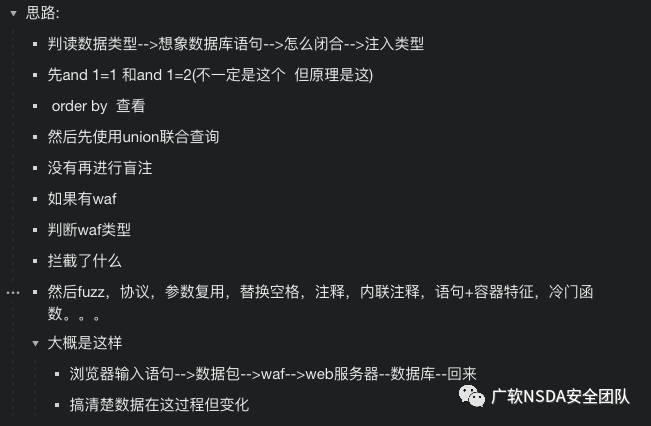 思路:
判读数据类型-->想象数据库语句-->怎么闭合-->注入类型
先and 1=1 和and 1=2(不一定是这个  但原理是这)
order by  查看
然后先使用union联合查询
没有再进行盲注
如果有waf
判断waf类型
拦截了什么
然后fuzz，协议，参数复用，替换空格，注释，内联注释，语句+容器特征，冷门函
数。。。
大概是这样
浏览器输入语句-->数据包-->waf-->web服务器--数据库--回来
搞清楚数据在这过程但变化
广软NSDA安全团队